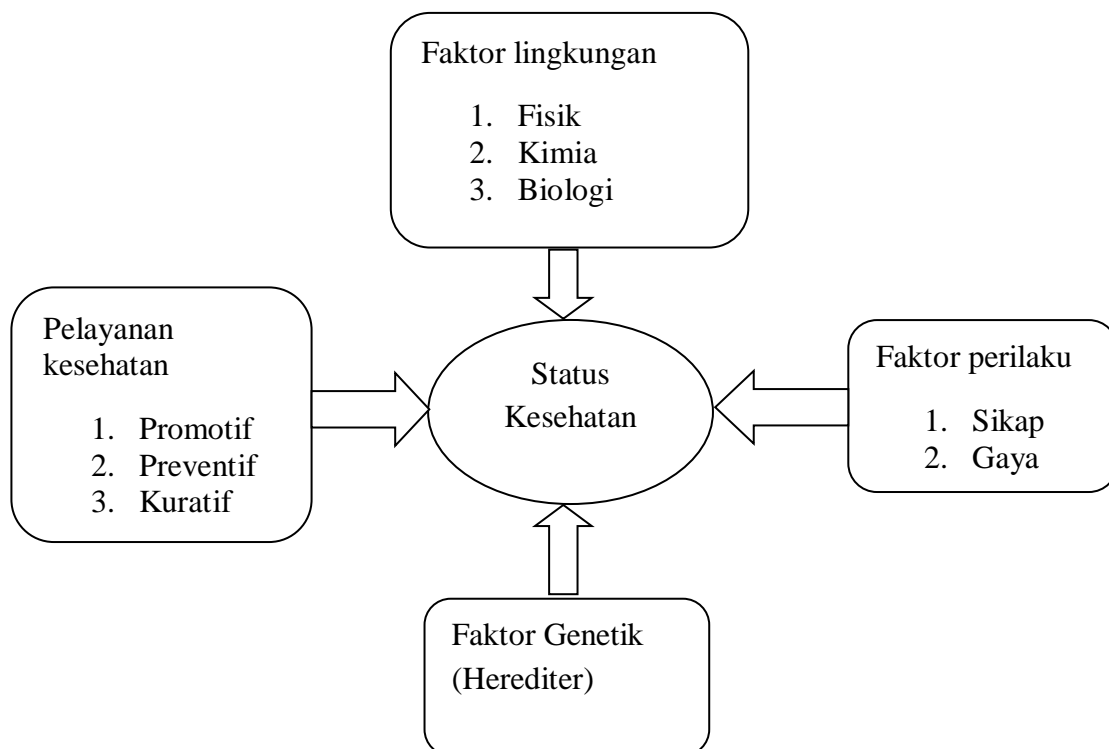 Faktor lingkungan
1. Fisik
2. Kimia
3. Biologi
Pelayanan
kesehatan
1. Promotif
2. Preventif
3. Kuratif
Status
Kesehatan
Faktor perilaku
1. Sikap
2. Gaya
Faktor Genetik
(Herediter)